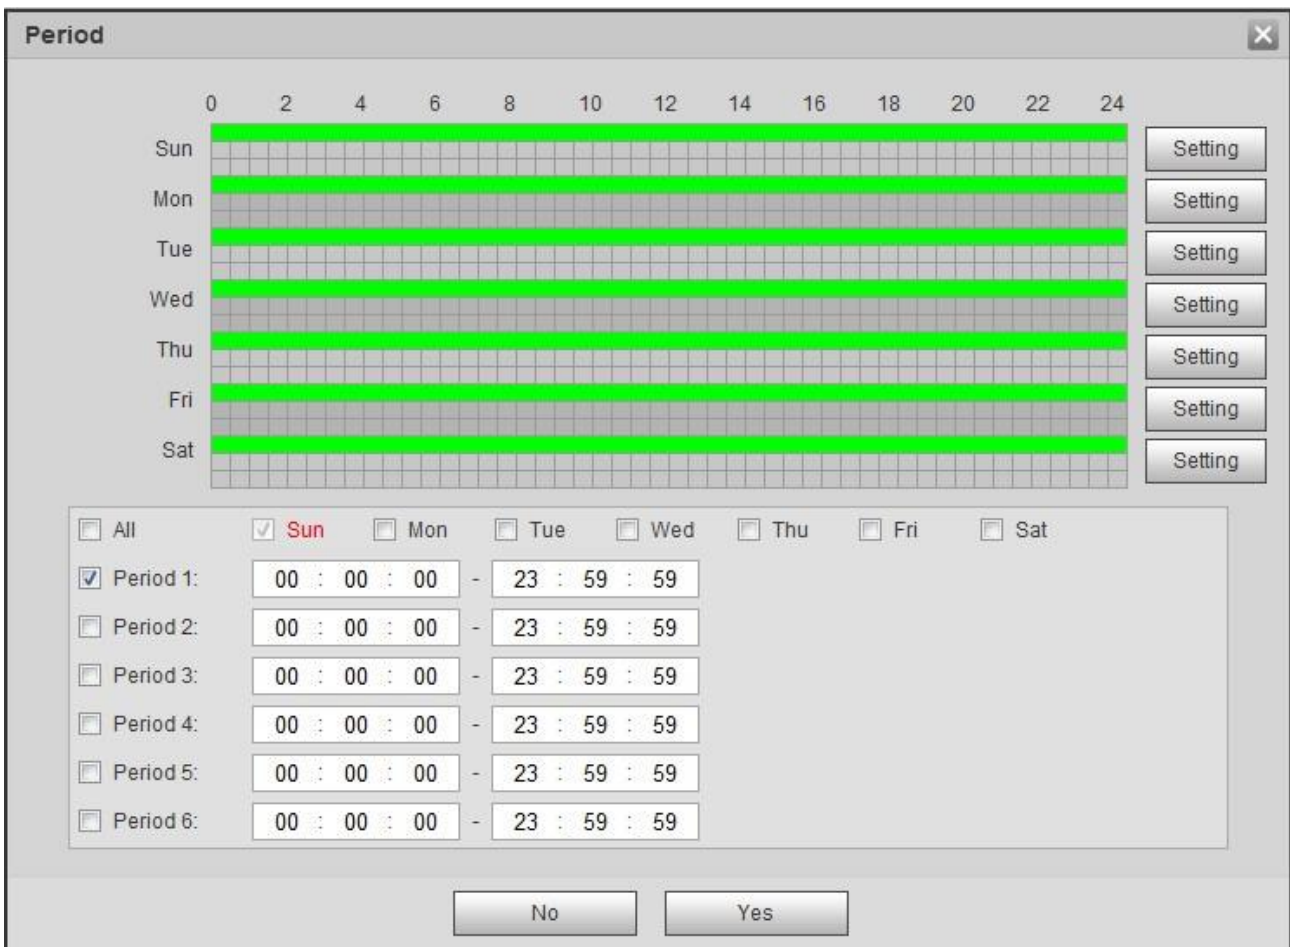 Period
0 2 4 6 8 10 12 14 16 18 20 22 24
Sun Setting
Mon Setting
Tue Setting
Wed Setting
Thu Setting
Fri Setting
Sat Setting
All Sun Mon Tue Wed Thu Fri Sat
Period 1: 00 : 00 : 00 - 23 : 59 : 59
Period 2: 00 : 00 : 00 - 23 : 59 : 59
Period 3: 00 : 00 : 00 - 23 : 59 : 59
Period 4: 00 : 00 : 00 - 23 : 59 : 59
Period 5: 00 : 00 : 00 - 23 : 59 : 59
Period 6: 00 : 00 : 00 - 23 : 59 : 59
No Yes